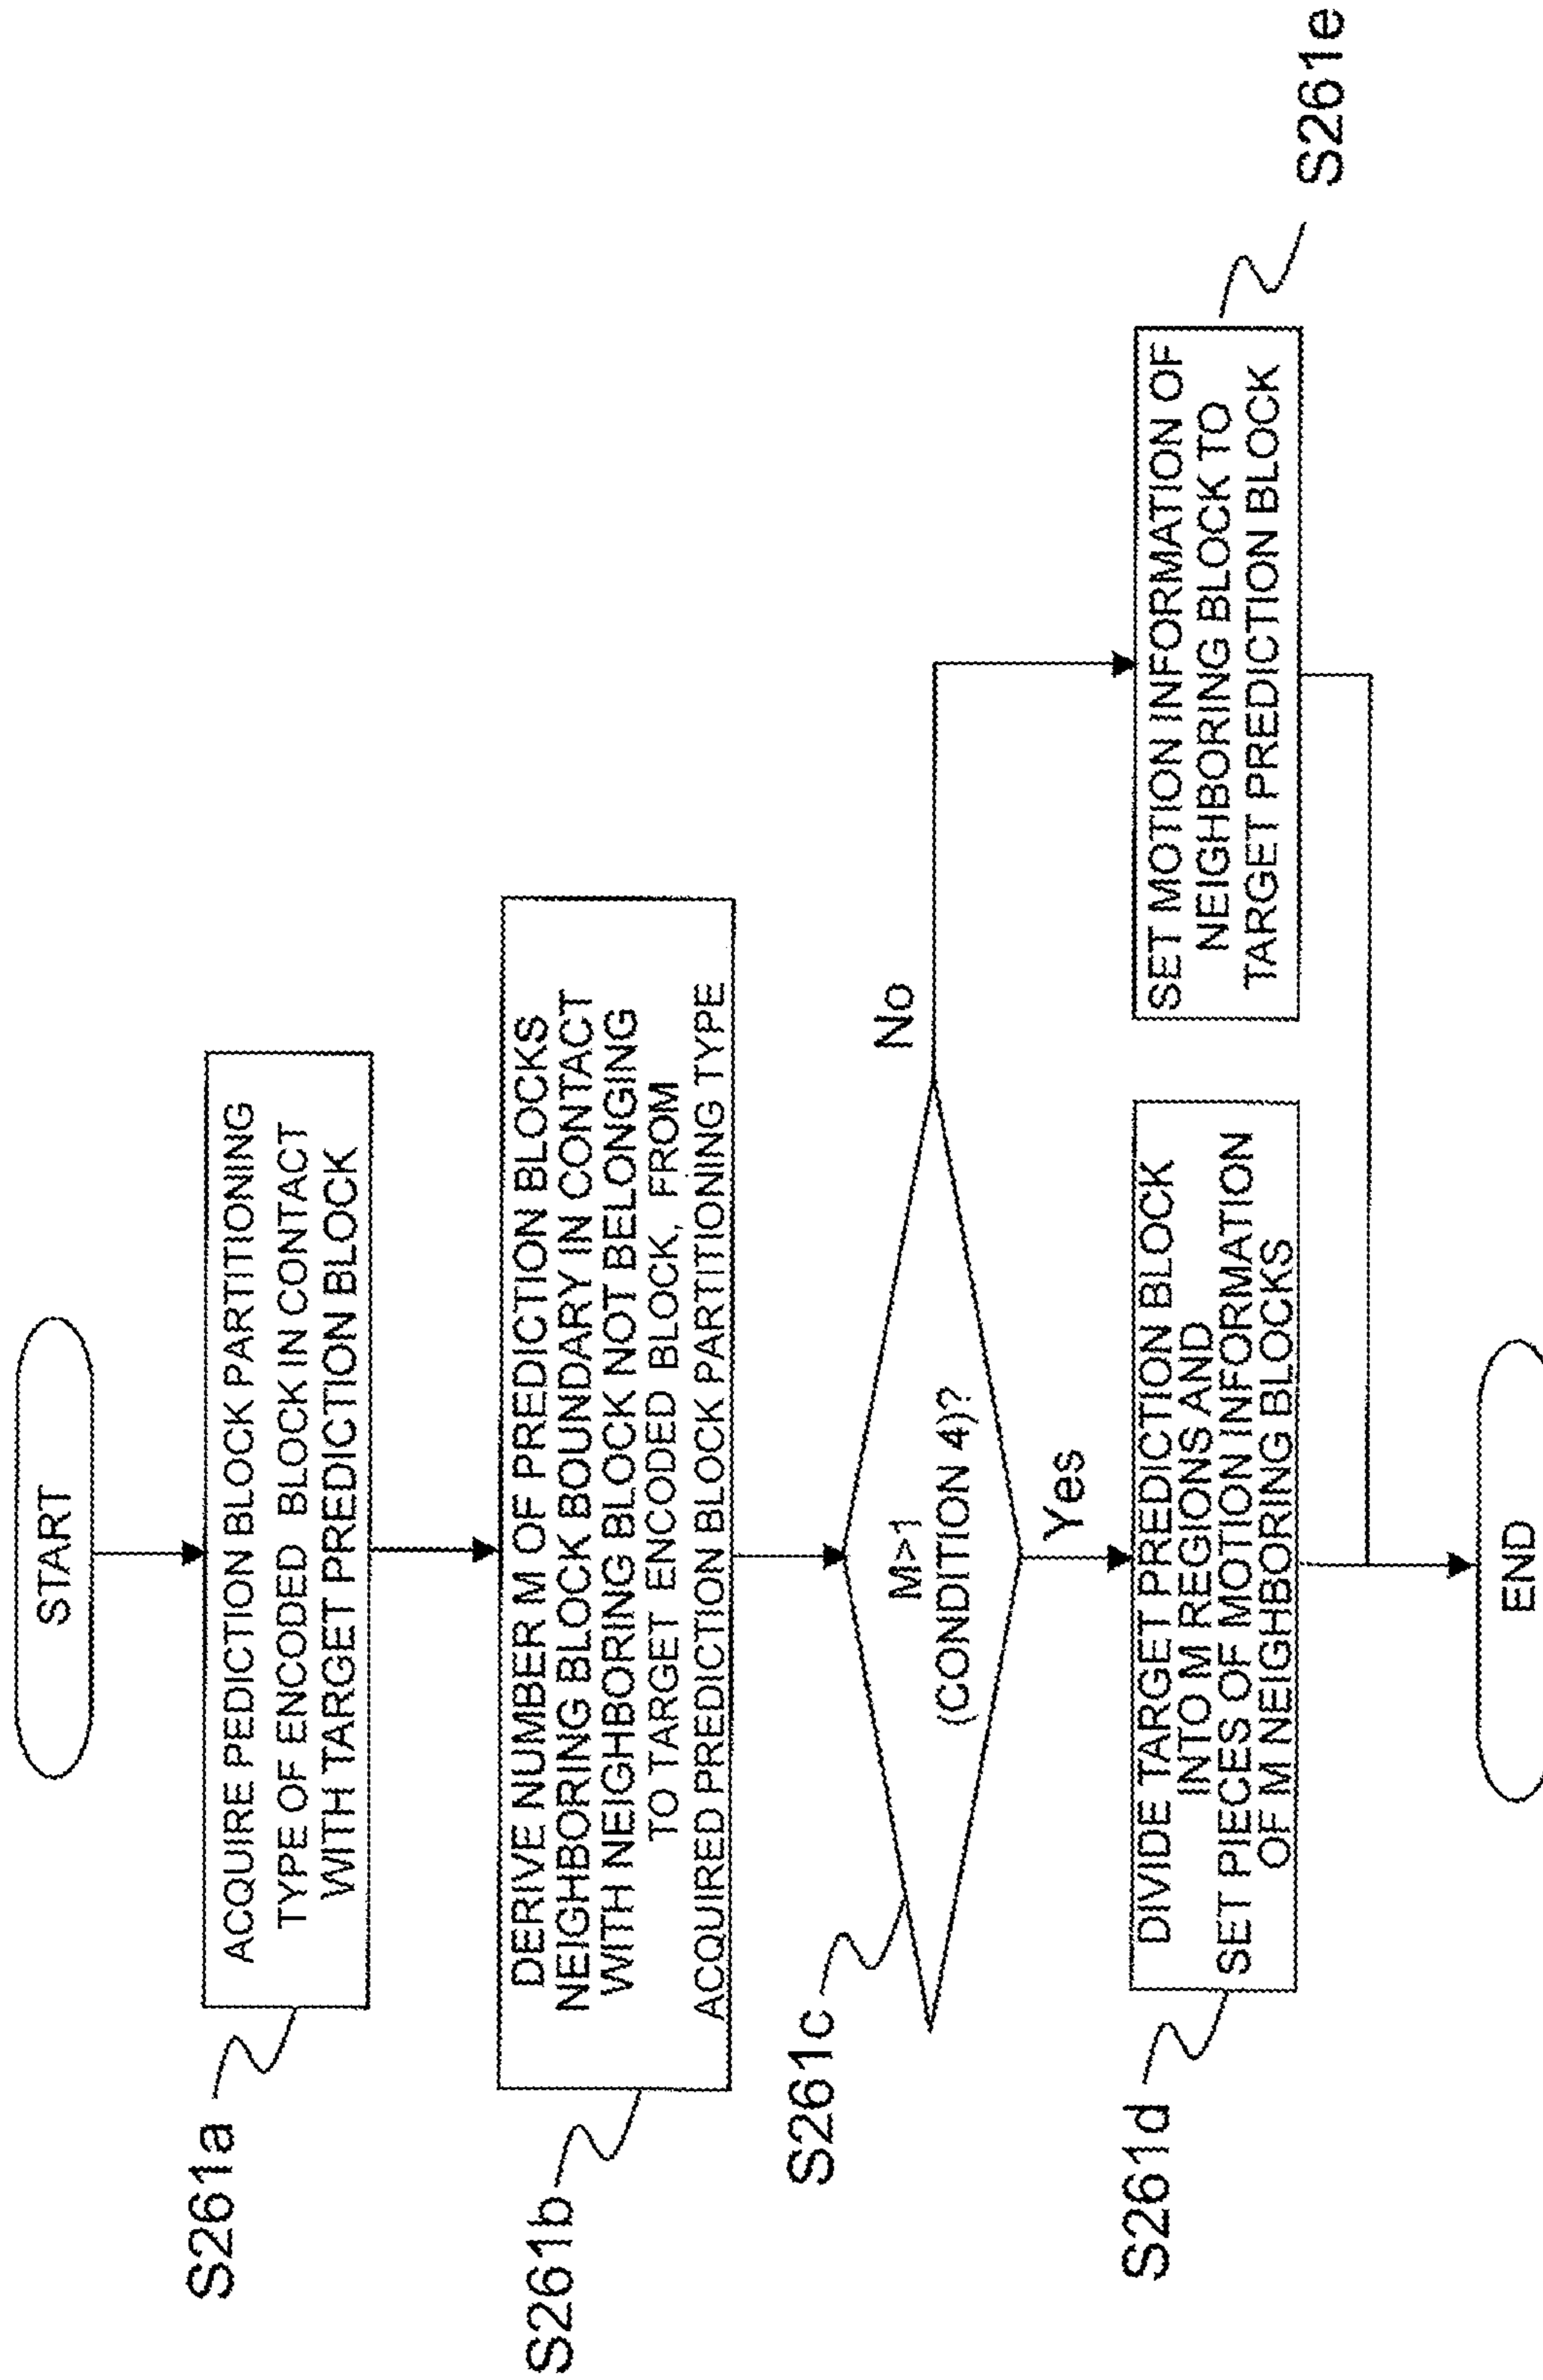 START
S261a
ACQUIRE PEDICTION BLOCK PARTITIONING
TYPE OF ENCODED BLOCK IN CONTACT
WITH TARGET PREDICTION BLOCK
S261b
DERIVE NUMBER M OF PREDICTION BLOCKS
NEIGHBORING BLOCK BOUNDARY IN CONTACT
WITH NEIGHBORING BLOCK NOT BELONGING
TO TARGET ENCODED BLOCK, FROM
ACQUIRED PREDICTION BLOCK PARTITIONING TYPE
S261c
M>1
(CONDITION 4)?
No
Yes
S261d
DIVIDE TARGET PREDICTION BLOCK
INTO M REGIONS AND
SET PIECES OF MOTION INFORMATION
OF M NEIGHBORING BLOCKS
SET MOTION INFORMATION OF
NEIGHBORING BLOCK TO
TARGET PREDICTION BLOCK
S261e
END